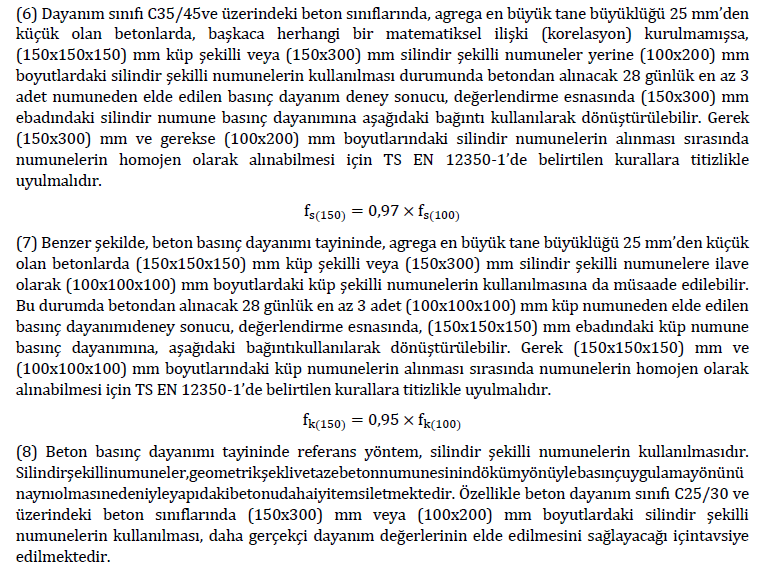 (6) Dayanım sınıfı C35/45ve üzerindeki beton sınıflarında, agrega en büyük tane büyüklüğü 25 mm’den
küçük olan betonlarda, başkaca herhangi bir matematiksel ilişki (korelasyon) kurulmamışsa,
(150x150x150) mm küp şekilli veya (150x300) mm silindir şekilli numuneler yerine (100x200) mm
boyutlardaki silindir şekilli numunelerin kullanılması durumunda betondan alınacak 28 günlük en az 3
adet numuneden elde edilen basınç dayanım deney sonucu, değerlendirme esnasında (150x300) mm
ebadındaki silindir numune basınç dayanımına aşağıdaki bağıntı kullanılarak dönüştürülebilir. Gerek
(150x300) mm ve gerekse (100x200) mm boyutlarındaki silindir numunelerin alınması sırasında
numunelerin homojen olarak alınabilmesi için TS EN 12350-1’de belirtilen kurallara titizlikle
uyulmalıdır.
fs(150) = 0,97 × fs(100)
(7) Benzer şekilde, beton basınç dayanımı tayininde, agrega en büyük tane büyüklüğü 25 mm’den küçük
olan betonlarda (150x150x150) mm küp şekilli veya (150x300) mm silindir şekilli numunelere ilave
olarak (100x100x100) mm boyutlardaki küp şekilli numunelerin kullanılmasına da müsaade edilebilir.
Bu durumda betondan alınacak 28 günlük en az 3 adet (100x100x100) mm küp numuneden elde edilen
basınç dayanımıdeney sonucu, değerlendirme esnasında, (150x150x150) mm ebadındaki küp numune
basınç dayanımına, aşağıdaki bağıntıkullanılarak dönüştürülebilir. Gerek (150x150x150) mm ve
(100x100x100) mm boyutlarındaki küp numunelerin alınması sırasında numunelerin homojen olarak
alınabilmesi için TS EN 12350-1’de belirtilen kurallara titizlikle uyulmalıdır.
fk(150) = 0,95 × fk(100)
(8) Beton basınç dayanımı tayininde referans yöntem, silindir şekilli numunelerin kullanılmasıdır.
Silindirşekillinumuneler,geometrikşeklivetazebetonnumunesinindökümyönüylebasınçuygulamayönünü
naynıolmasınedeniyleyapıdakibetonudahaiyitemsiletmektedir. Özellikle beton dayanım sınıfı C25/30 ve
üzerindeki beton sınıflarında (150x300) mm veya (100x200) mm boyutlardaki silindir şekilli
numunelerin kullanılması, daha gerçekçi dayanım değerlerinin elde edilmesini sağlayacağı içintavsiye
edilmektedir.